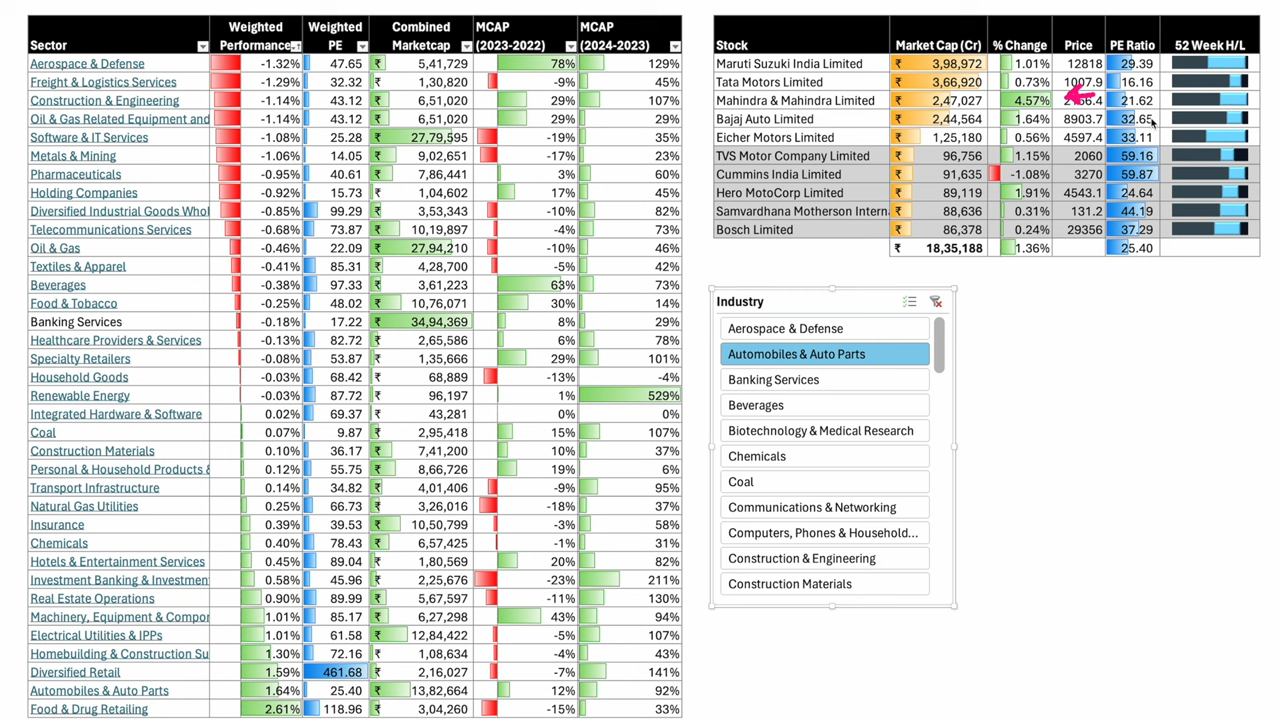 Sector Weighted Performance Weighted PE Combined Marketcap MCAP (2023-2022) MCAP (2024-2023)
Aerospace & Defense -1.32% 47.65 ₹ 5,41,729 78% 129%
Freight & Logistics Services -1.29% 32.32 ₹ 1,30,820 -9% 45%
Construction & Engineering -1.14% 43.12 ₹ 6,51,020 29% 107%
Oil & Gas Related Equipment and -1.14% 43.12 ₹ 6,51,020 29% 29%
Software & IT Services -1.08% 25.28 ₹ 27,79,595 -19% 35%
Metals & Mining -1.06% 14.05 ₹ 9,02,651 -17% 23%
Pharmaceuticals -0.95% 40.61 ₹ 7,86,441 3% 60%
Holding Companies -0.92% 15.73 ₹ 1,04,602 17% 45%
Diversified Industrial Goods Whol -0.85% 99.29 ₹ 3,53,343 -10% 82%
Telecommunications Services -0.68% 73.87 ₹ 10,19,897 -4% 73%
Oil & Gas -0.46% 22.09 ₹ 27,94,210 -10% 46%
Textiles & Apparel -0.41% 85.31 ₹ 4,28,700 -5% 42%
Beverages -0.38% 97.33 ₹ 3,61,223 63% 73%
Food & Tobacco -0.25% 48.02 ₹ 10,76,071 30% 14%
Banking Services -0.18% 17.22 ₹ 34,94,369 8% 29%
Healthcare Providers & Services -0.13% 82.72 ₹ 2,65,586 6% 78%
Specialty Retailers -0.08% 53.87 ₹ 1,35,666 29% 101%
Household Goods -0.03% 68.42 ₹ 68,889 -13% -4%
Renewable Energy -0.03% 87.72 ₹ 96,197 1% 529%
Integrated Hardware & Software 0.02% 69.37 ₹ 43,281 0% 0%
Coal 0.07% 9.87 ₹ 2,95,418 15% 107%
Construction Materials 0.10% 36.17 ₹ 7,41,200 10% 37%
Personal & Household Products & 0.12% 55.75 ₹ 8,66,726 19% 6%
Transport Infrastructure 0.14% 34.82 ₹ 4,01,406 -9% 95%
Natural Gas Utilities 0.25% 66.73 ₹ 3,26,016 -18% 37%
Insurance 0.39% 39.53 ₹ 10,50,799 -3% 58%
Chemicals 0.40% 78.43 ₹ 6,57,425 -1% 31%
Hotels & Entertainment Services 0.45% 89.04 ₹ 1,80,569 20% 82%
Investment Banking & Investmen 0.58% 45.96 ₹ 2,25,676 -23% 211%
Real Estate Operations 0.90% 89.99 ₹ 5,67,597 -11% 130%
Machinery, Equipment & Compor 1.01% 85.17 ₹ 6,27,298 43% 94%
Electrical Utilities & IPPs 1.01% 61.58 ₹ 12,84,422 -5% 107%
Homebuilding & Construction Su 1.30% 72.16 ₹ 1,08,634 -4% 43%
Diversified Retail 1.59% 461.68 ₹ 2,16,027 -7% 141%
Automobiles & Auto Parts 1.64% 25.40 ₹ 13,82,664 12% 92%
Food & Drug Retailing 2.61% 118.96 ₹ 3,04,260 -15% 33%
Stock Market Cap (Cr) % Change Price PE Ratio 52 Week H/L
Maruti Suzuki India Limited ₹ 3,98,972 1.01% 12818 29.39
Tata Motors Limited ₹ 3,66,920 0.73% 1007.9 16.16
Mahindra & Mahindra Limited ₹ 2,47,027 4.57% 21.62
Bajaj Auto Limited ₹ 2,44,564 1.64% 8903.7 32.65
Eicher Motors Limited ₹ 1,25,180 0.56% 4597.4 33.11
TVS Motor Company Limited ₹ 96,756 1.15% 2060 59.16
Cummins India Limited ₹ 91,635 -1.08% 3270 59.87
Hero MotoCorp Limited ₹ 89,119 1.91% 4543.1 24.64
Samvardhana Motherson Intern ₹ 88,636 0.31% 131.2 44.19
Bosch Limited ₹ 86,378 0.24% 29356 37.29
₹ 18,35,188 1.36% 25.40
Industry
Aerospace & Defense
Automobiles & Auto Parts
Banking Services
Beverages
Biotechnology & Medical Research
Chemicals
Coal
Communications & Networking
Computers, Phones & Household...
Construction & Engineering
Construction Materials